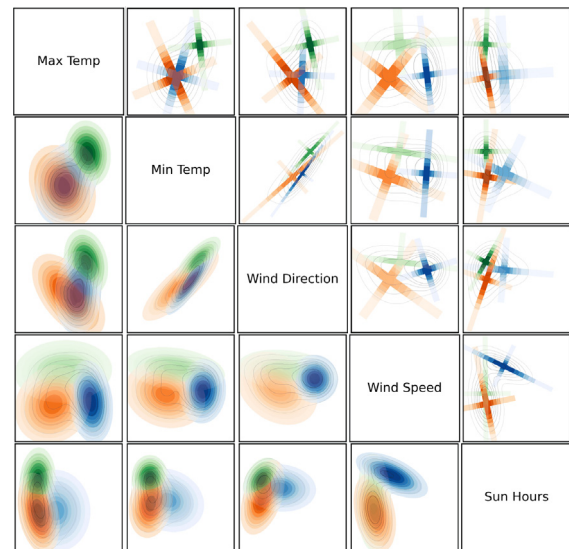 Max Temp
Min Temp
Wind Direction
Wind Speed
Sun Hours